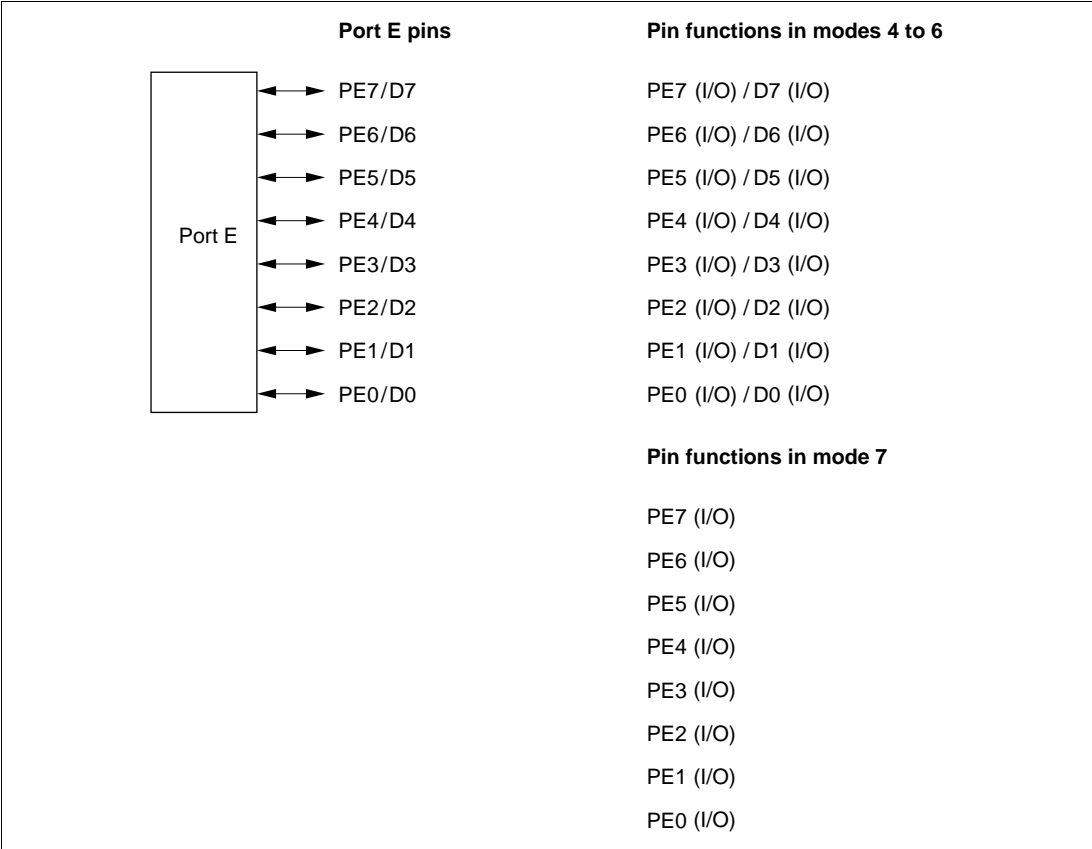 Port E pins Pin functions in modes 4 to 6
PE7/D7 PE7 (I/O) / D7 (I/O)
PE6/D6 PE6 (I/O) / D6 (I/O)
PE5/D5 PE5 (I/O) / D5 (I/O)
PE4/D4 PE4 (I/O) / D4 (I/O)
Port E
PE3/D3 PE3 (I/O) / D3 (I/O)
PE2/D2 PE2 (I/O) / D2 (I/O)
PE1/D1 PE1 (I/O) / D1 (I/O)
PE0/D0 PE0 (I/O) / D0 (I/O)
Pin functions in mode 7
PE7 (I/O)
PE6 (I/O)
PE5 (I/O)
PE4 (I/O)
PE3 (I/O)
PE2 (I/O)
PE1 (I/O)
PE0 (I/O)